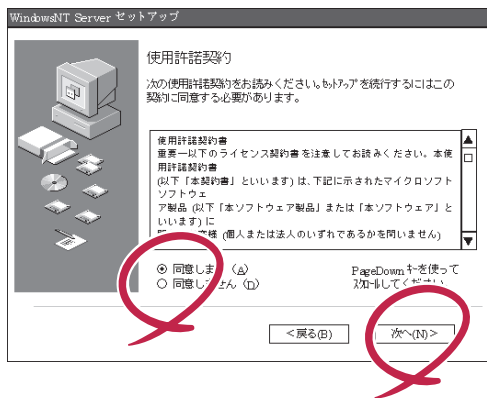 WindowsNT Server セットアップ
使用許諾契約
次の使用許諾契約をお読みください。ｾｯﾄｱｯﾌﾟを続行するにはこの
契約に同意する必要があります。
使用許諾契約書
重要－以下のライセンス契約書を注意してお読みください。本使
用許諾契約書
(以下「本契約書」といいます) は、下記に示されたマイクロソフト
ソフトウェ
ア製品 (以下「本ソフトウェア製品」または「本ソフトウェア」と
いいます) に
様 (個人または法人のいずれであるかを問いません)
同意しま (A)
同意し せん (D)
PageDown ｷｰを使って
ｽｸﾛｰﾙしてください
<戻る(B)
次へ(N)>